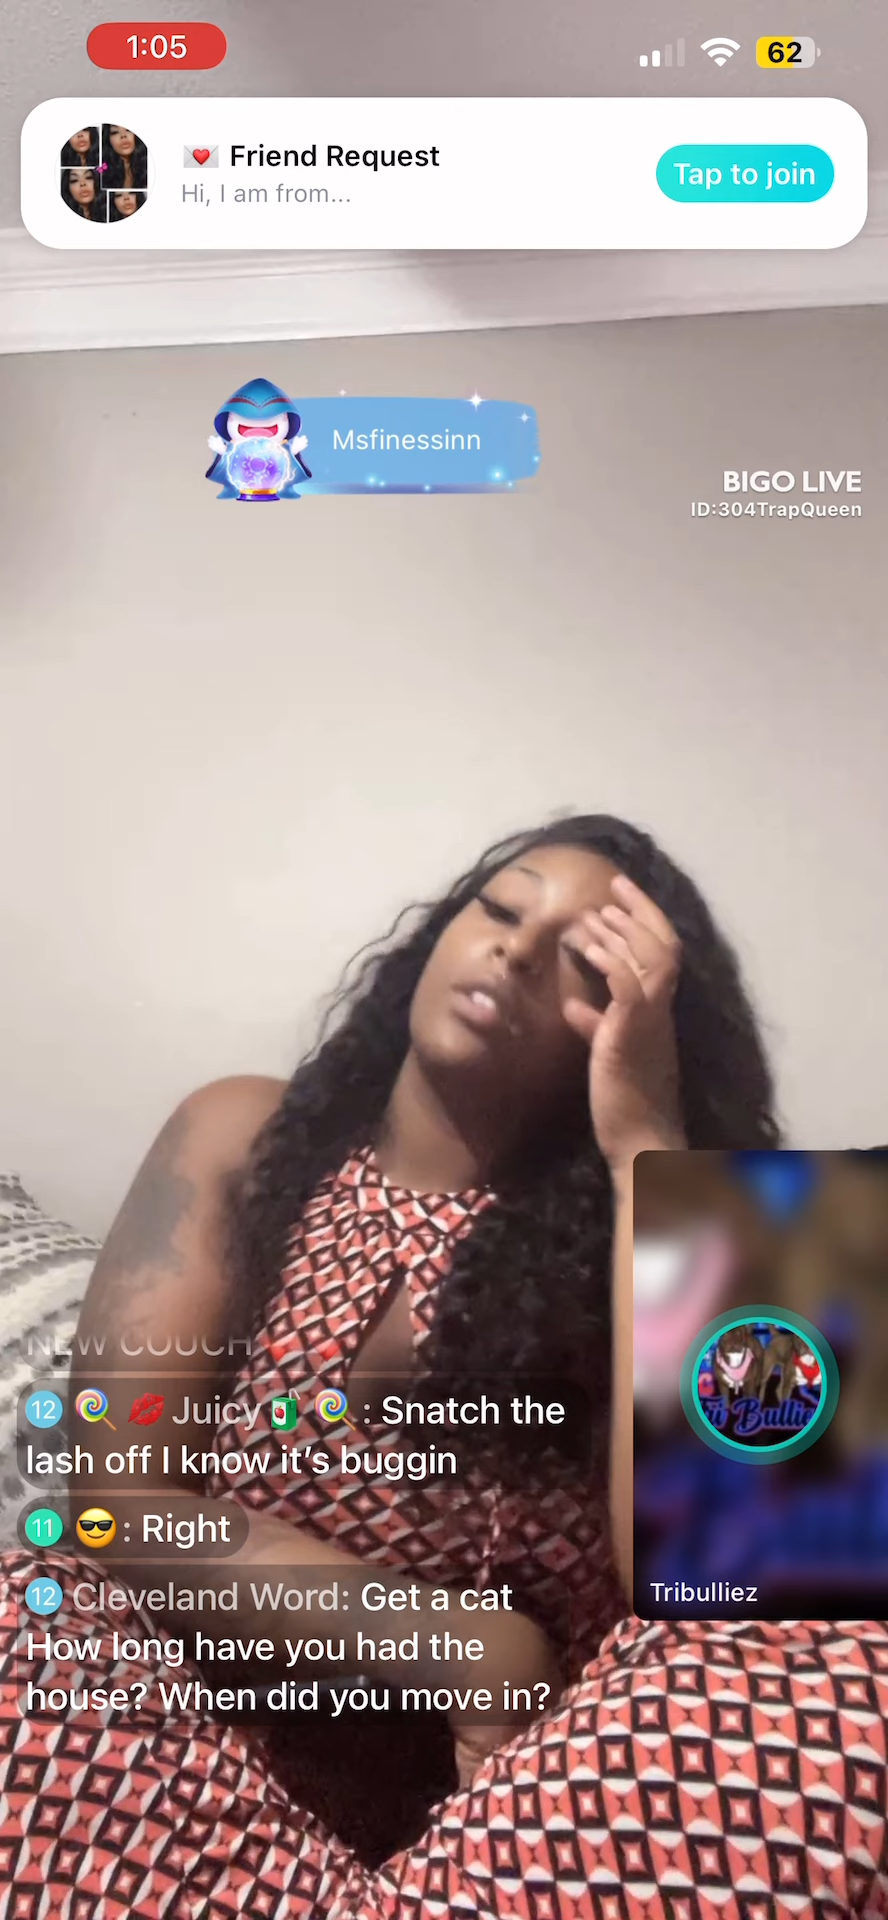 1:05
62
💌 Friend Request
Hi, I am from...
Tap to join
Msfinessinn
BIGO LIVE
ID:304TrapQueen
NEW COUCH
12 🍭 💋 Juicy🧃 🍭 : Snatch the
lash off I know it’s buggin
11 😎 : Right
12 Cleveland Word: Get a cat
How long have you had the
house? When did you move in?
Bullie
Tribulliez